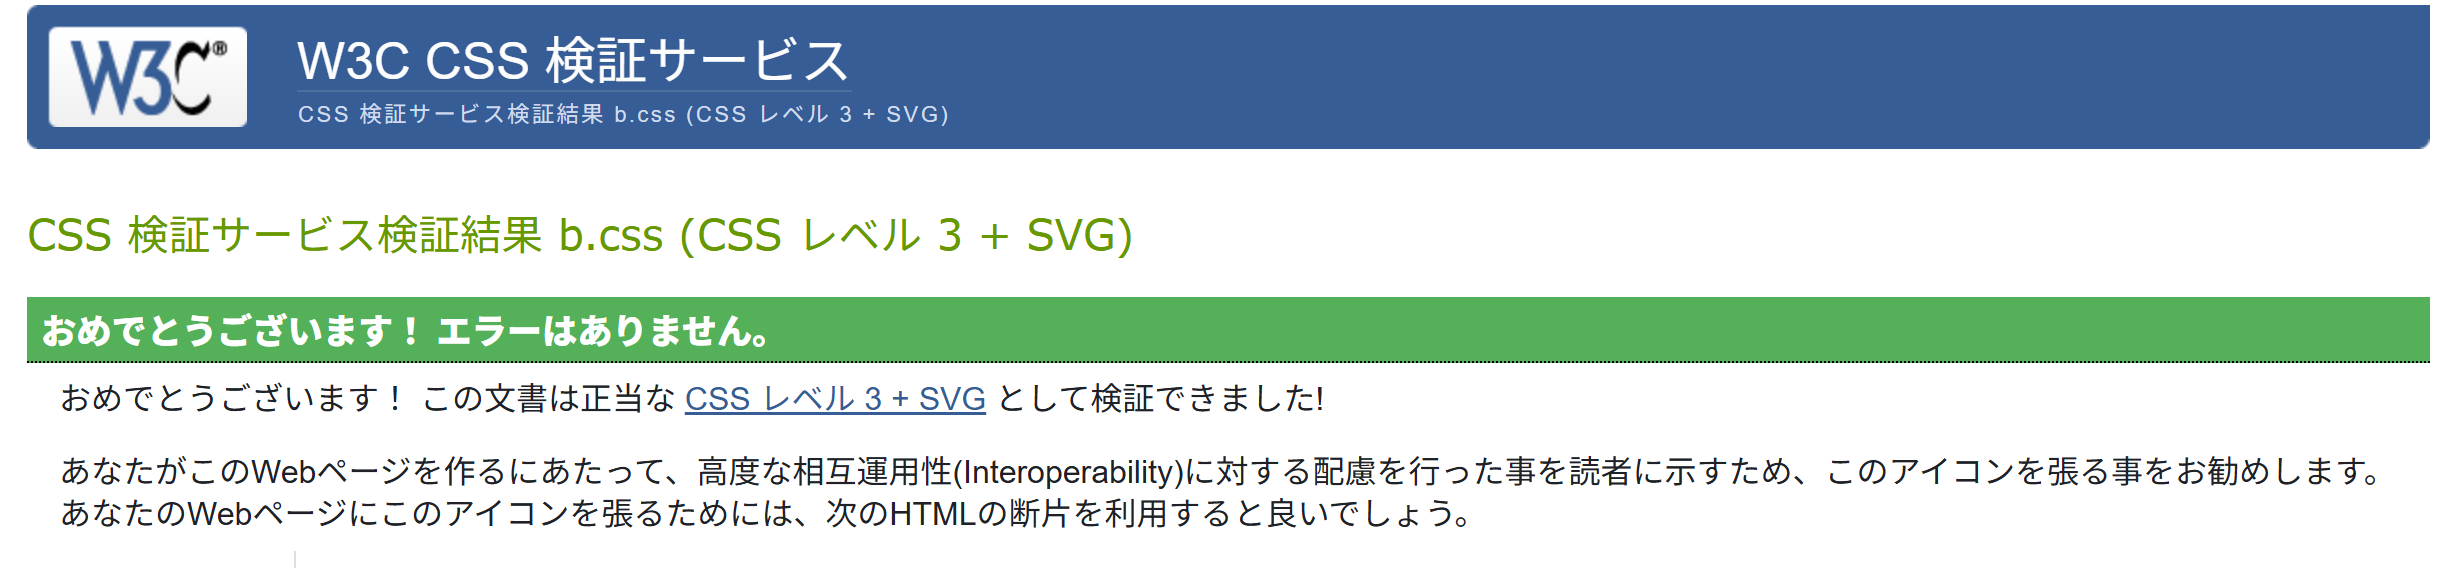 W3C®
W3C CSS 検証サービス
CSS 検証サービス検証結果 b.css (CSS レベル 3 + SVG)
CSS 検証サービス検証結果 b.css (CSS レベル 3 + SVG)
おめでとうございます！ エラーはありません。
おめでとうございます！ この文書は正当な CSS レベル 3 + SVG として検証できました!
あなたがこのWebページを作るにあたって、高度な相互運用性(Interoperability)に対する配慮を行った事を読者に示すため、このアイコンを張る事をお勧めします。
あなたのWebページにこのアイコンを張るためには、次のHTMLの断片を利用すると良いでしょう。